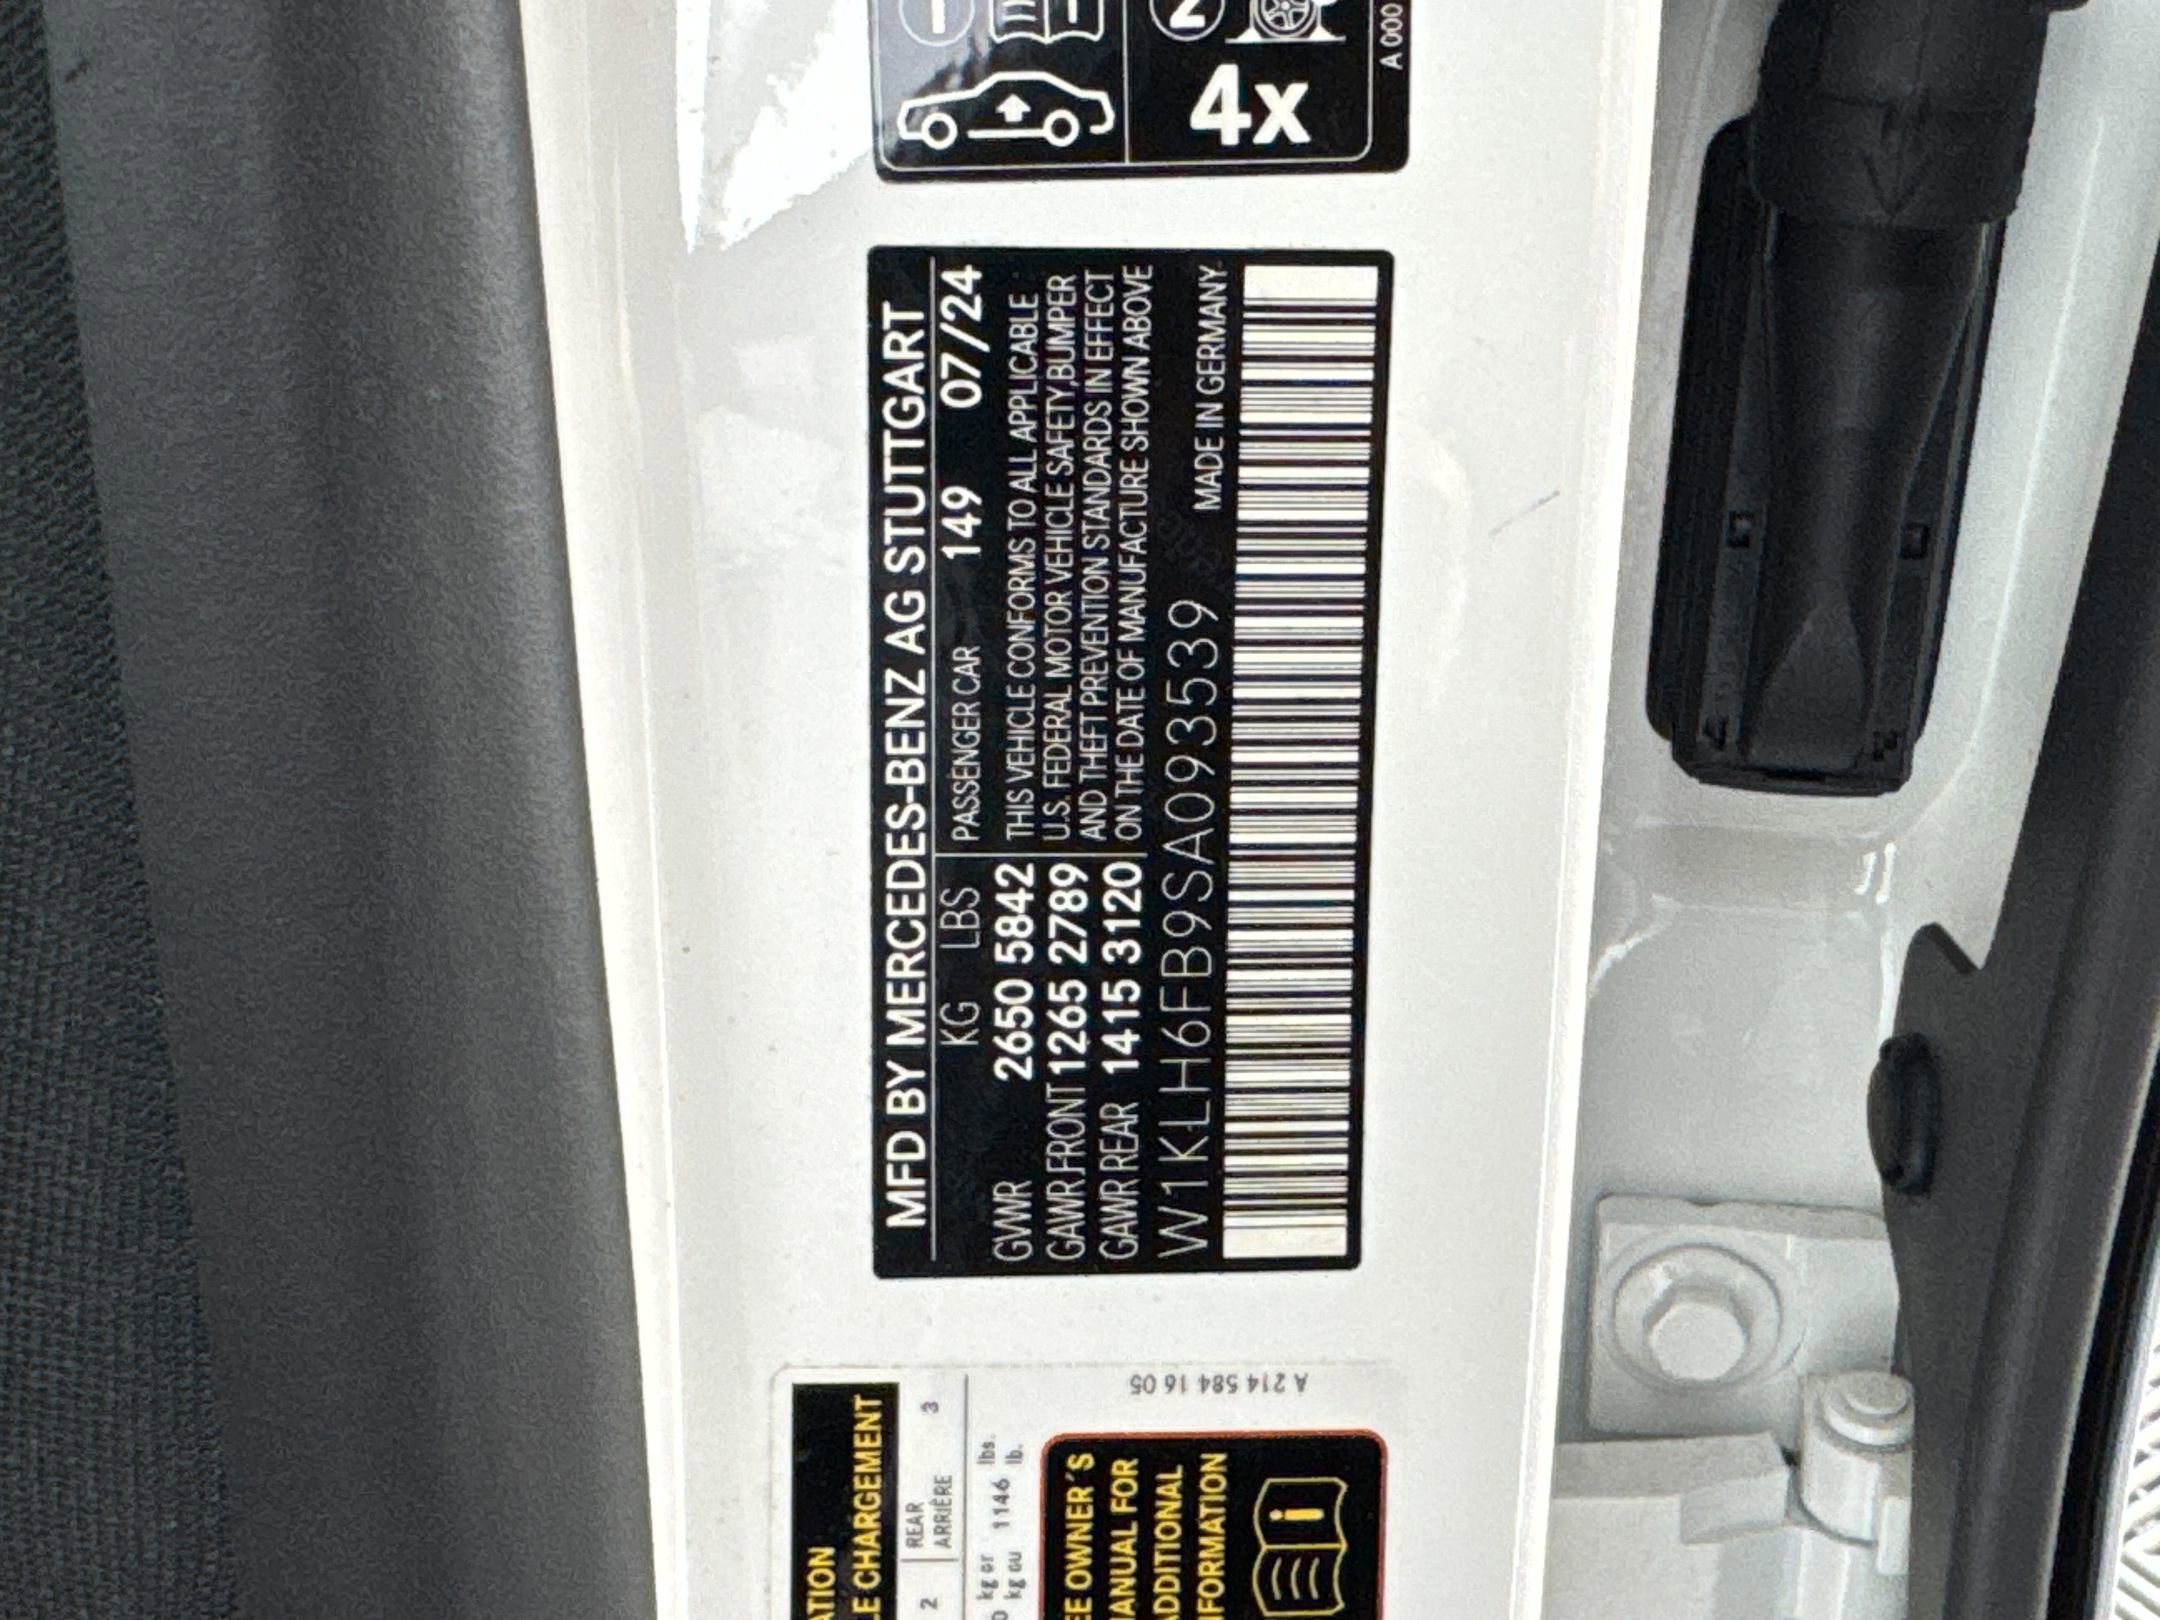 4x
A 000
MFD BY MERCEDES-BENZ AG STUTTGART
KG LBS PASSENGER CAR 149 07/24
GVWR 2650 5842
GAWR FRONT 1265 2789
GAWR REAR 1415 3120
THIS VEHICLE CONFORMS TO ALL APPLICABLE
U.S. FEDERAL MOTOR VEHICLE SAFETY,BUMPER
AND THEFT PREVENTION STANDARDS IN EFFECT
ON THE DATE OF MANUFACTURE SHOWN ABOVE
W1KLH6FB9SA093539 MADE IN GERMANY
LE CHARGEMENT
2 REAR 3
ARRIÈRE
kg or 1146 lbs.
kg ou lb.
A 214 584 16 05
OWNER'S
MANUAL FOR
ADDITIONAL
INFORMATION